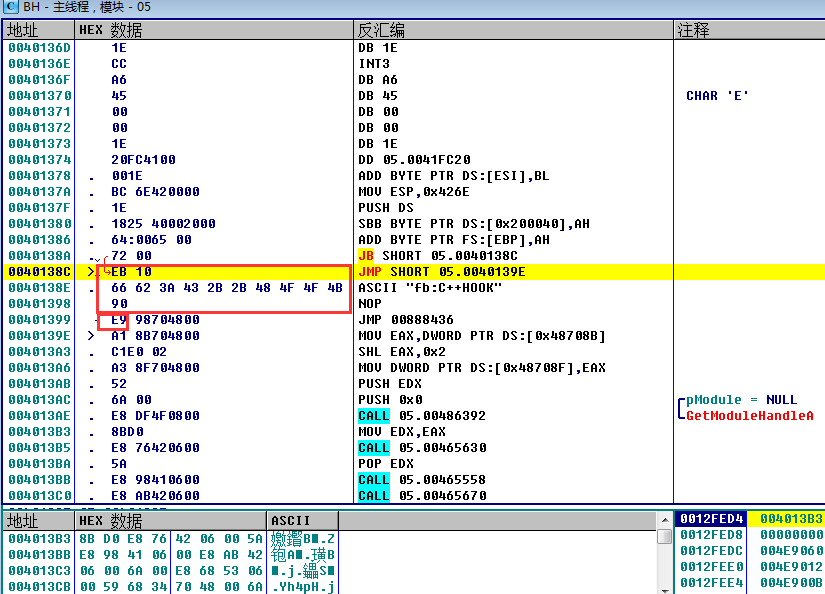 C BH - 主线程, 模块 - 05
地址 HEX 数据 反汇编 注释
0040136D 1E DB 1E
0040136E CC INT3
0040136F A6 DB A6
00401370 45 DB 45 CHAR 'E'
00401371 00 DB 00
00401372 00 DB 00
00401373 1E DB 1E
00401374 20FC4100 DD 05.0041FC20
00401378 . 001E ADD BYTE PTR DS:[ESI],BL
0040137A . BC 6E420000 MOV ESP,0x426E
0040137F . 1E PUSH DS
00401380 . 1825 40002000 SBB BYTE PTR DS:[0x200040],AH
00401386 . 64:0065 00 ADD BYTE PTR FS:[EBP],AH
0040138A . 72 00 JB SHORT 05.0040138C
0040138C > EB 10 JMP SHORT 05.0040139E
0040138E . 66 62 3A 43 2B 2B 48 4F 4F 4B ASCII "fb:C++HOOK"
00401398 90 NOP
00401399 - E9 98704800 JMP 00888436
0040139E > A1 8B704800 MOV EAX,DWORD PTR DS:[0x48708B]
004013A3 . C1E0 02 SHL EAX,0x2
004013A6 . A3 8F704800 MOV DWORD PTR DS:[0x48708F],EAX
004013AB . 52 PUSH EDX
004013AC . 6A 00 PUSH 0x0 pModule = NULL
004013AE . E8 DF4F0800 CALL 05.00486392 GetModuleHandleA
004013B3 . 8BD0 MOV EDX,EAX
004013B5 . E8 76420600 CALL 05.00465630
004013BA . 5A POP EDX
004013BB . E8 98410600 CALL 05.00465558
004013C0 . E8 AB420600 CALL 05.00465670
地址 HEX 数据 ASCII
004013B3 8B D0 E8 76 42 06 00 5A
004013BB E8 98 41 06 00 E8 AB 42
004013C3 06 00 6A 00 E8 68 53 06
004013CB 00 59 68 34 70 48 00 6A .Yh4pH.j
0012FED4 004013B3
0012FED8 00000000
0012FEDC 004E9060
0012FEE0 004E9012
0012FEE4 004E900B